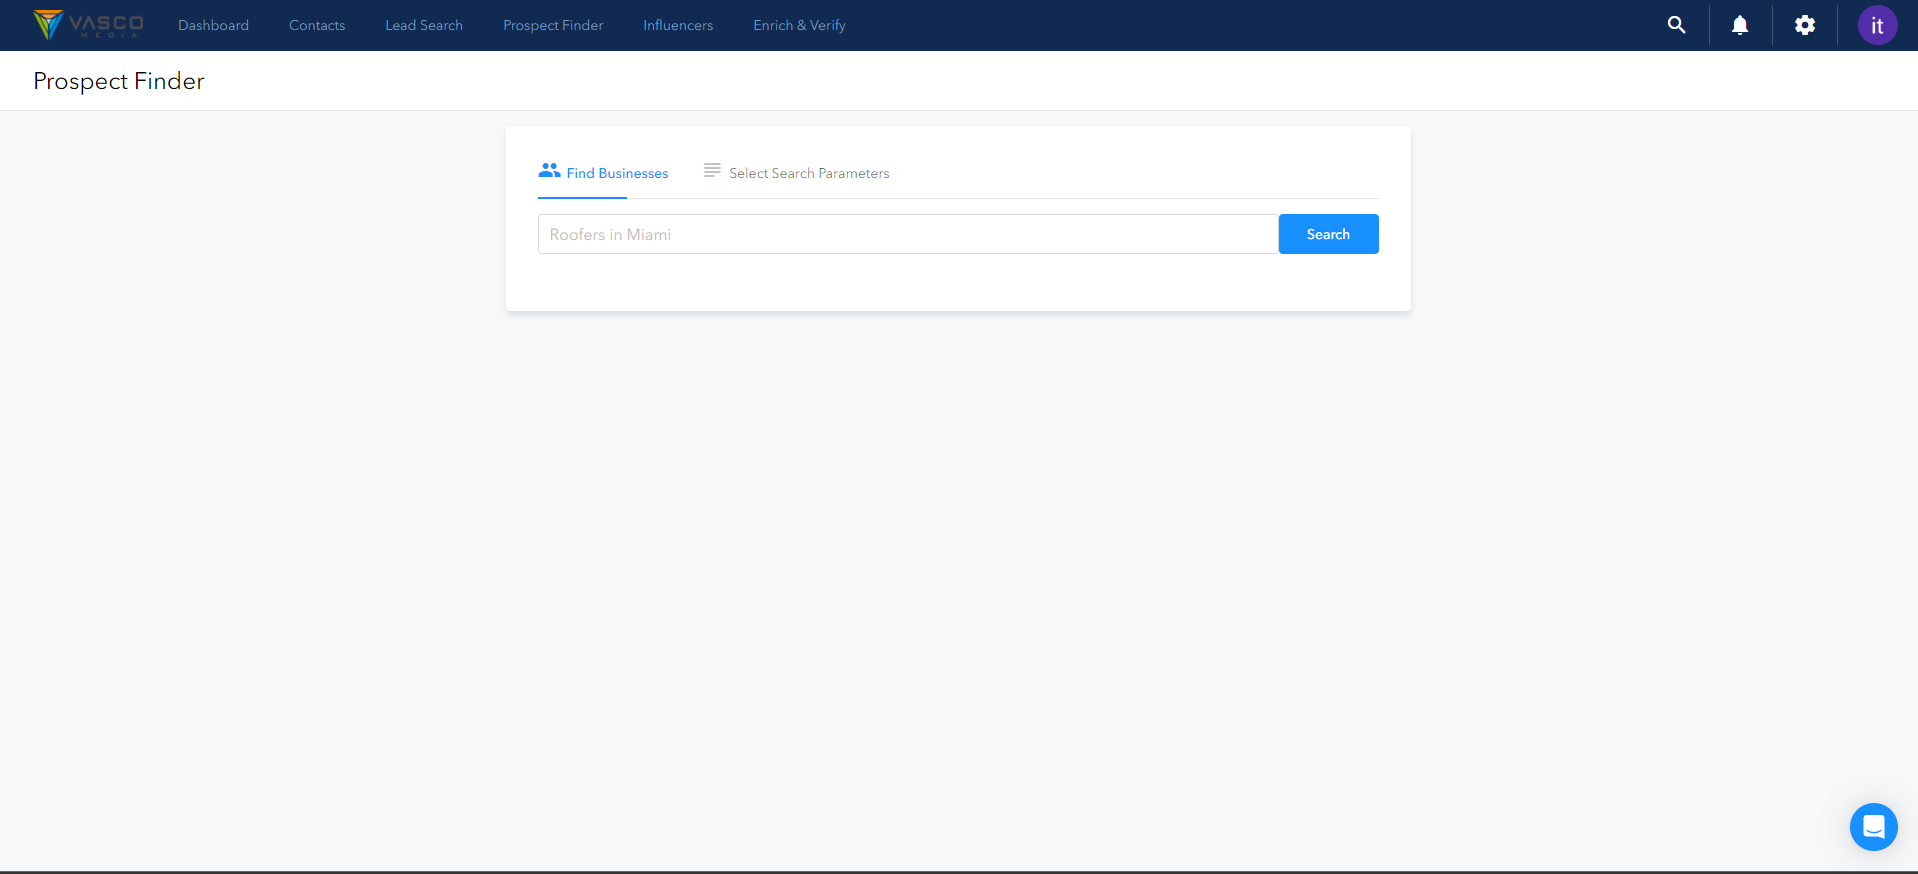 VASCO
MEDIA
Dashboard
Contacts
Lead Search
Prospect Finder
Influencers
Enrich & Verify
it
Prospect Finder
Find Businesses
Select Search Parameters
Roofers in Miami
Search